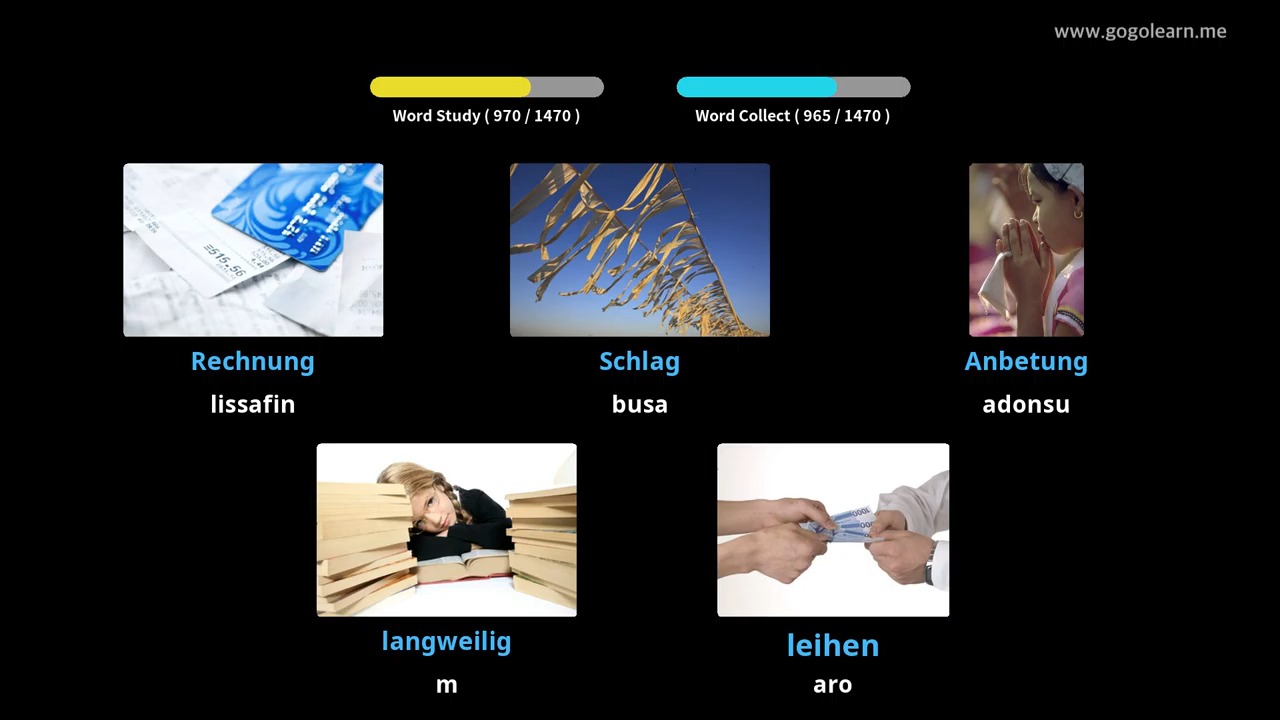 www.gogolearn.me
Word Study ( 970 / 1470 )
Word Collect ( 965 / 1470 )
Rechnung
Schlag
Anbetung
lissafin
busa
adonsu
langweilig
leihen
m
aro